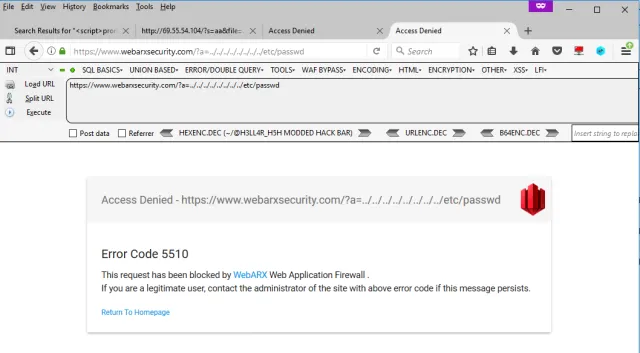 File Edit View History Bookmarks Tools Help
Search Results for "<script>pro
http://69.55.54.104/?s=aa&file=
Access Denied
Access Denied
https://www.webarxsecurity.com/?a=../../../../../../../etc/passwd
Search
INT
SQL BASICS
UNION BASED
ERROR/DOUBLE QUERY
TOOLS
WAF BYPASS
ENCODING
HTML
ENCRYPTION
OTHER
XSS
LFI
Load URL
https://www.webarxsecurity.com/?a=../../../../../../../etc/passwd
Split URL
Execute
Post data
Referrer
HEXENC.DEC (~/@H3LL4R_H5H MODDED HACK BAR)
URLENC.DEC
B64ENC.DEC
Insert string to repla
Access Denied - https://www.webarxsecurity.com/?a=../../../../../../../etc/passwd
Error Code 5510
This request has been blocked by WebARX Web Application Firewall .
If you are a legitimate user, contact the administrator of the site with above error code if this message persists.
Return To Homepage